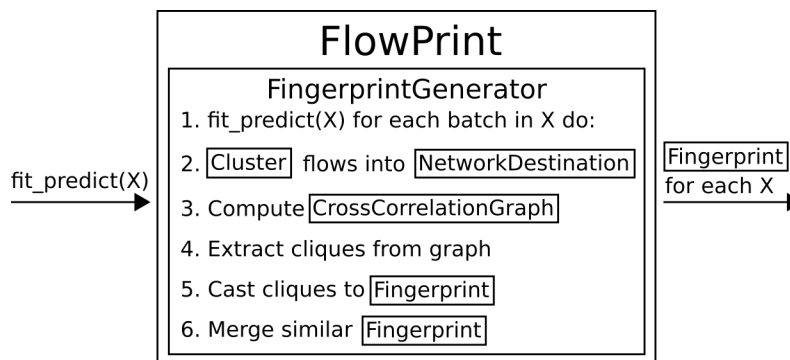 FlowPrint
FingerprintGenerator
1. fit_predict(X) for each batch in X do:
2. Cluster flows into NetworkDestination
3. Compute CrossCorrelationGraph
4. Extract cliques from graph
5. Cast cliques to Fingerprint
6. Merge similar Fingerprint
fit_predict(X)
Fingerprint
for each X